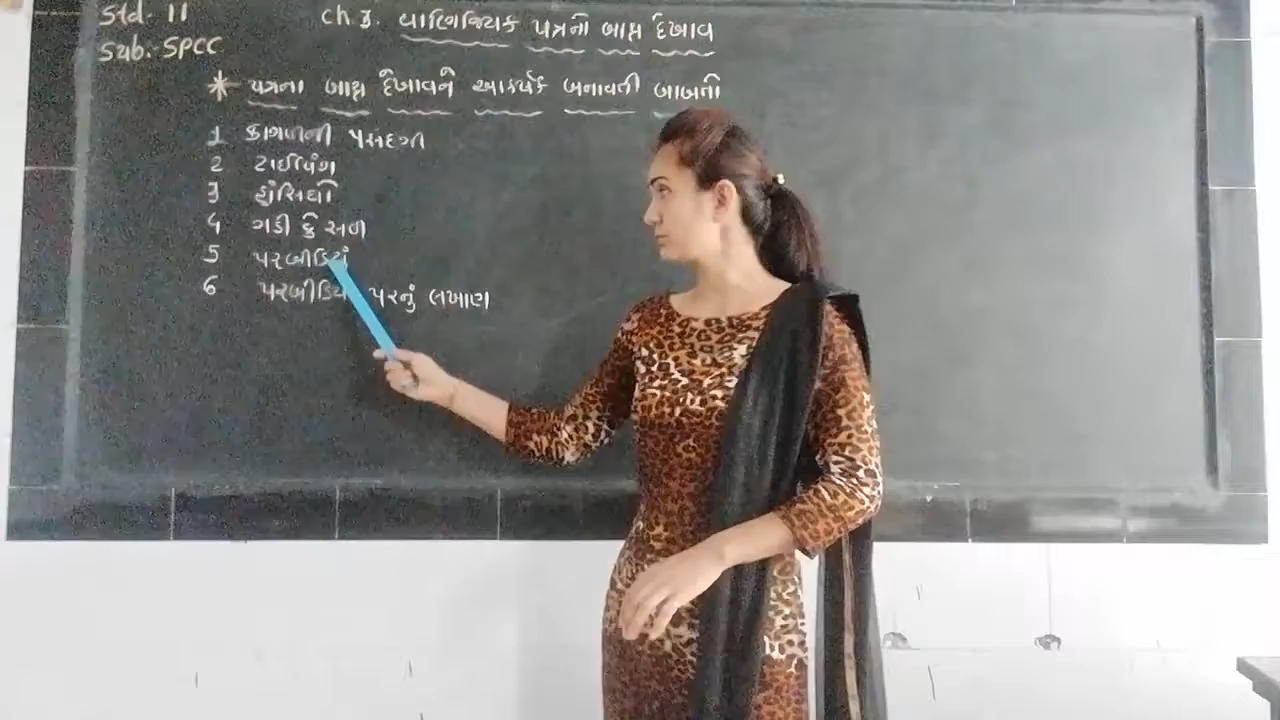 Std- 11
Ch 3. વાણિજ્યિક પત્રનો બાહ્ય દેખાવ
Sub. SPCC
* પત્રના બાહ્ય દેખાવને આકર્ષક બનાવતી બાબતો
1 કાગળની પસંદગી
2 ટાઈપિંગ
3 હાંસિયો
4 ગડી કે સળ
5 પરબીડિયું
6 પરબીડિયા પરનું લખાણ